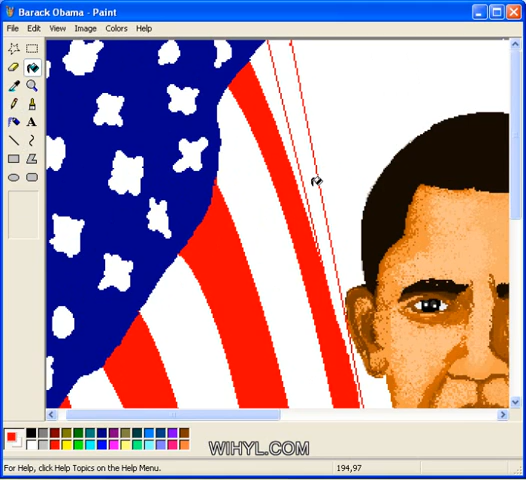 Barack Obama - Paint
File Edit View Image Colors Help
A
WIHYL.COM
For Help, click Help Topics on the Help Menu.
194,97